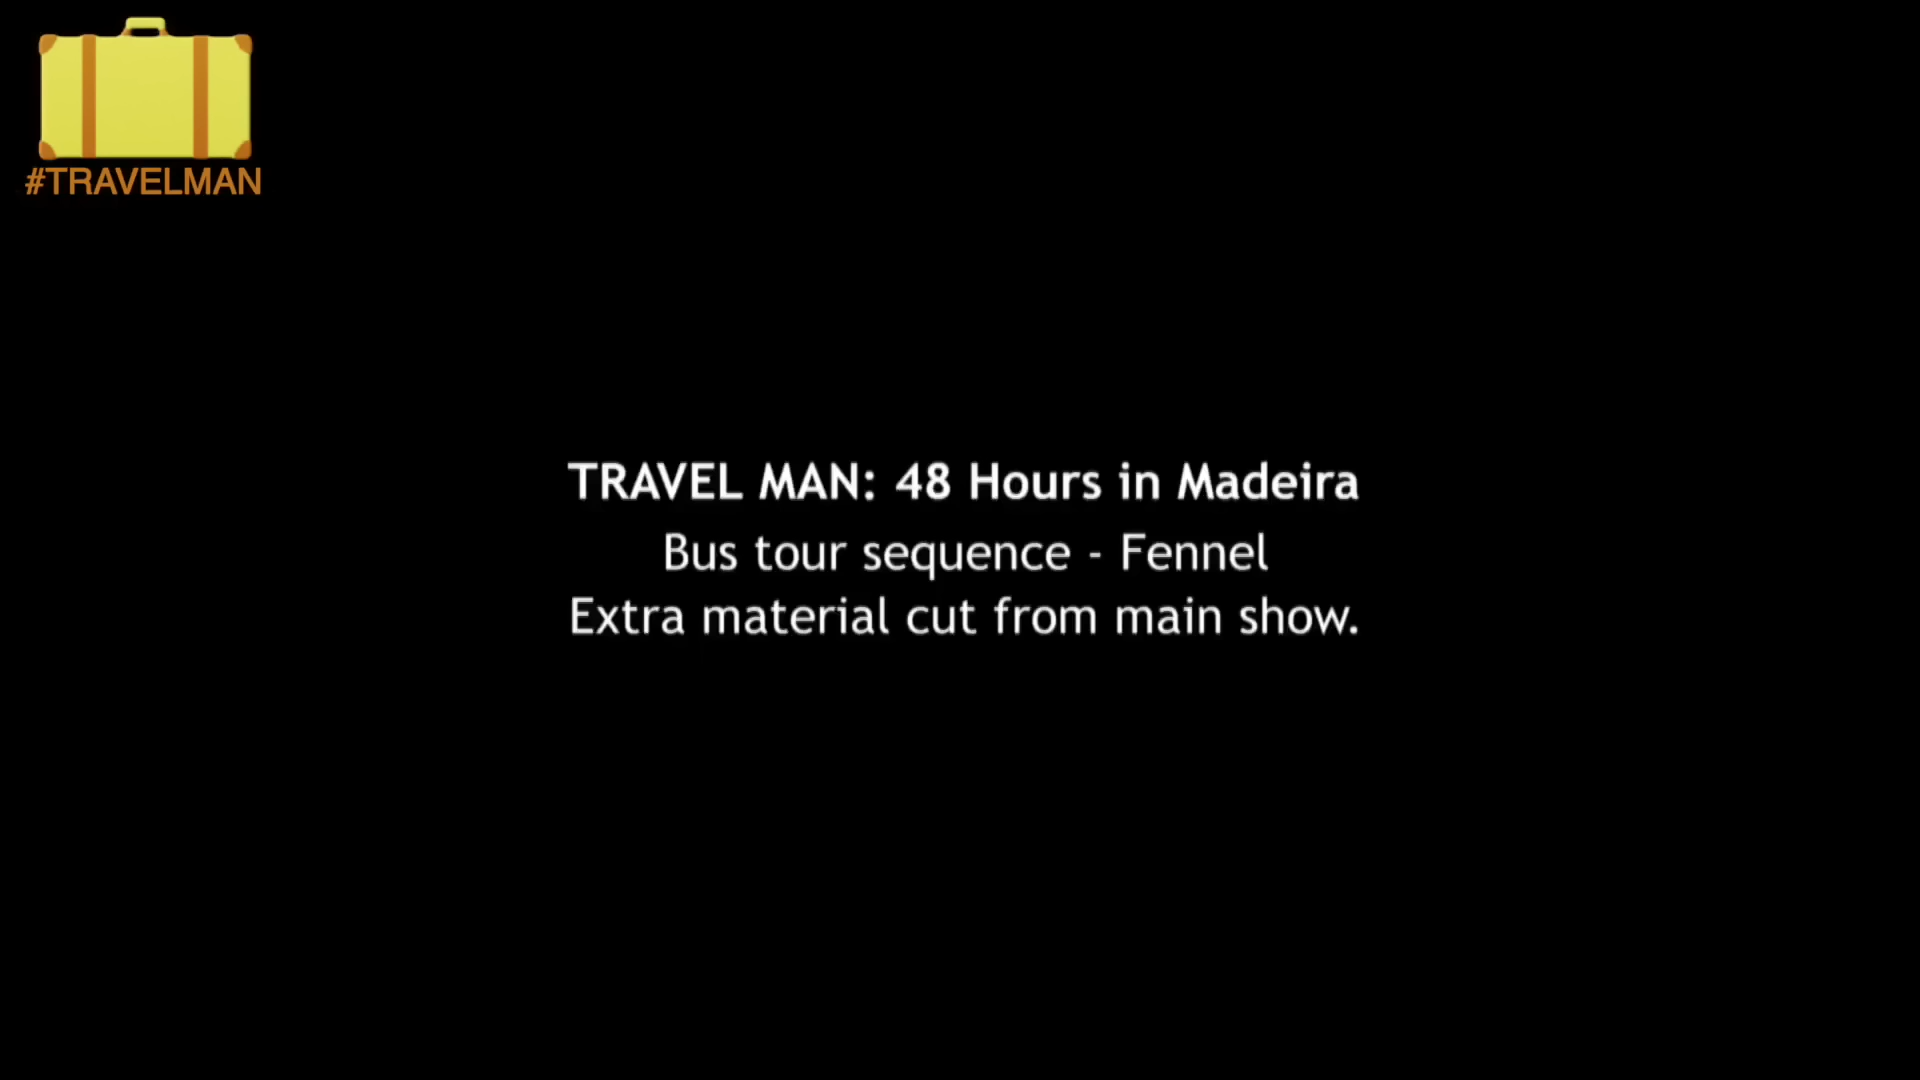 #TRAVELMAN
TRAVEL MAN: 48 Hours in Madeira
Bus tour sequence - Fennel
Extra material cut from main show.